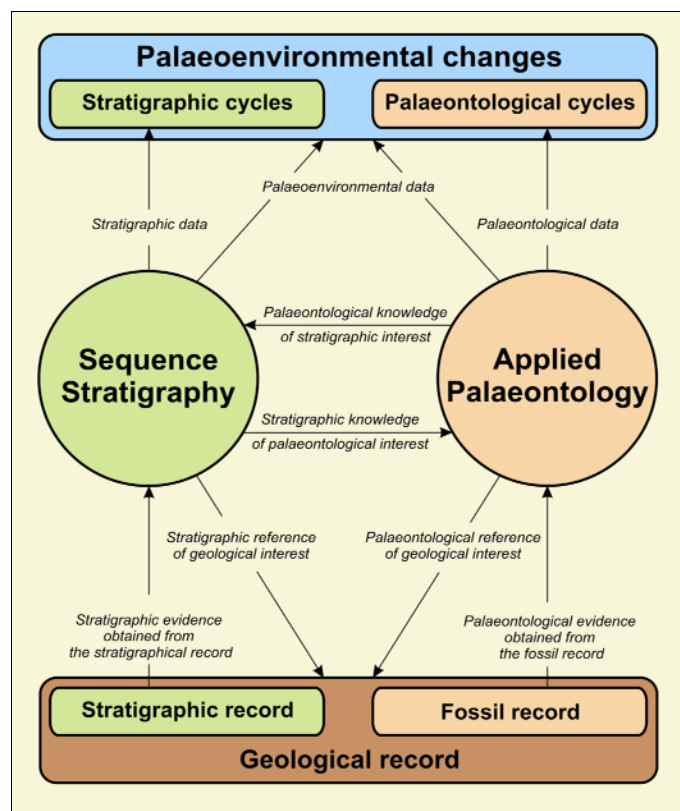 Palaeoenvironmental changes
Stratigraphic cycles
Palaeontological cycles
Palaeoenvironmental data
Stratigraphic data
Palaeontological data
Palaeontological knowledge
of stratigraphic interest
Sequence
Stratigraphy
Applied
Palaeontology
Stratigraphic knowledge
of palaeontological interest
Stratigraphic reference
of geological interest
Palaeontological reference
of geological interest
Stratigraphic evidence
obtained from
the stratigraphical record
Palaeontological evidence
obtained from
the fossil record
Stratigraphic record
Fossil record
Geological record